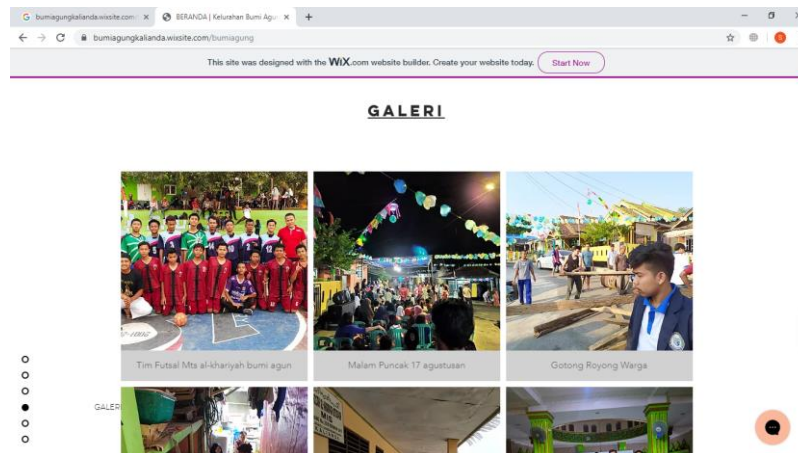 bumiagungkalianda.wixsite.com/
BERANDA | Kelurahan Bumi Agu
bumiagungkalianda.wixsite.com/bumiagung
This site was designed with the WiX.com website builder. Create your website today. Start Now
GALERI
Tim Futsal Mts al-khariyah bumi agun
Malam Puncak 17 agustusan
Gotong Royong Warga
GALERI